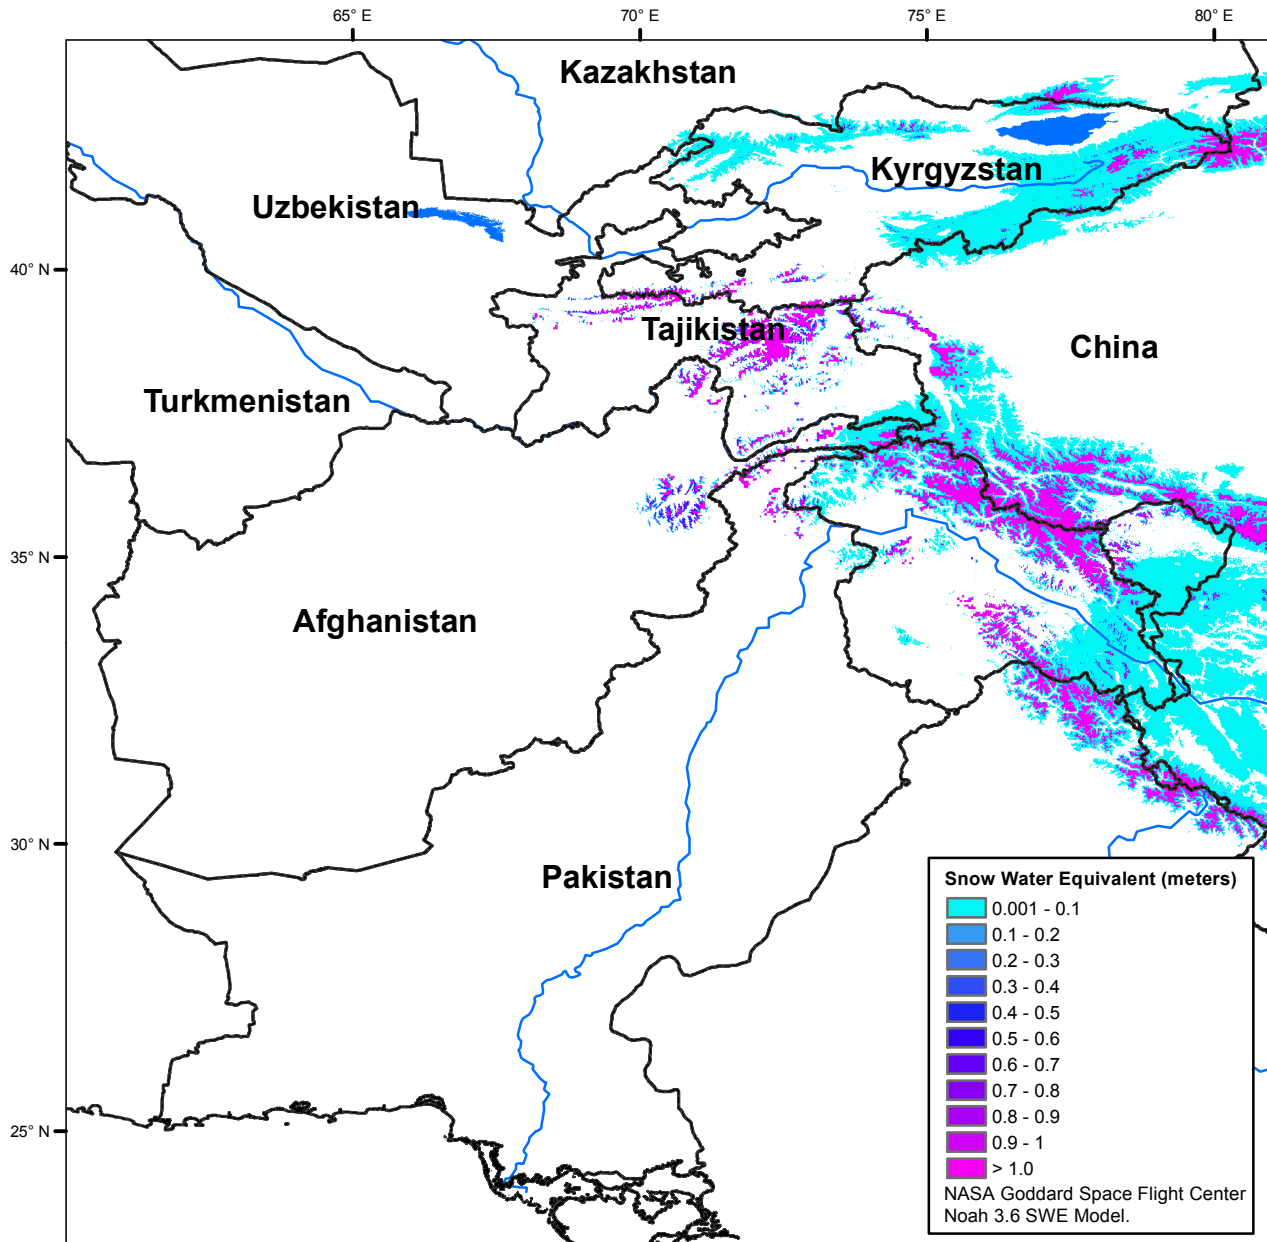 65° E
70° E
75° E
80° E
Kazakhstan
Kyrgyzstan
Uzbekistan
40° N
Tajikistan
China
Turkmenistan
35° N
Afghanistan
30° N
Pakistan
25° N
Snow Water Equivalent (meters)
0.001 - 0.1
0.1 - 0.2
0.2 - 0.3
0.3 - 0.4
0.4 - 0.5
0.5 - 0.6
0.6 - 0.7
0.7 - 0.8
0.8 - 0.9
0.9 - 1
> 1.0
NASA Goddard Space Flight Center
Noah 3.6 SWE Model.